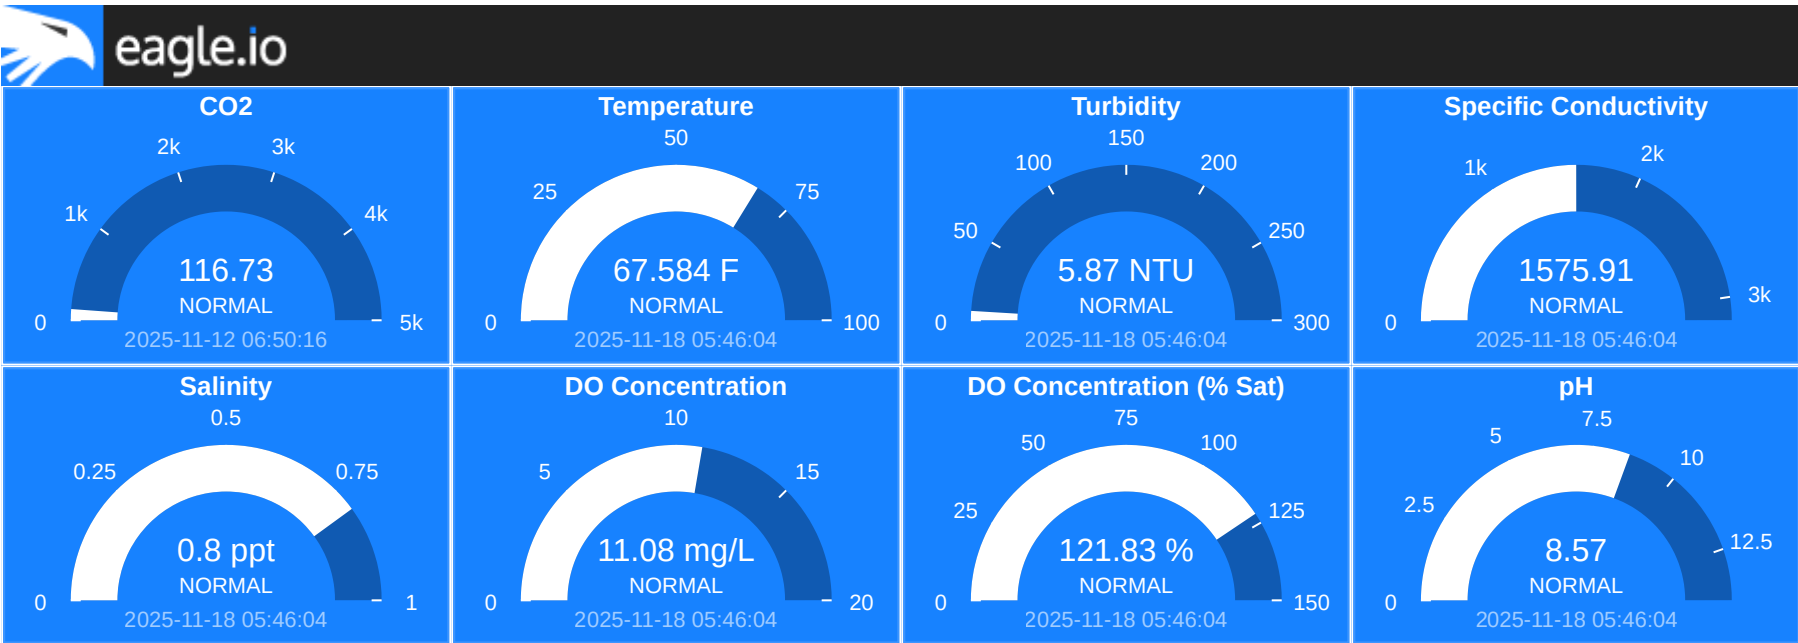 eagle.io
CO2
2k 3k
1k 4k
116.73
NORMAL
0 5k
2025-11-12 06:50:16
Temperature
50
25 75
67.584 F
NORMAL
0 100
2025-11-18 05:46:04
Turbidity
150
100 200
50 250
5.87 NTU
NORMAL
0 300
2025-11-18 05:46:04
Specific Conductivity
1k 2k
1575.91
NORMAL
0 3k
2025-11-18 05:46:04
Salinity
0.5
0.25 0.75
0.8 ppt
NORMAL
0 1
2025-11-18 05:46:04
DO Concentration
10
5 15
11.08 mg/L
NORMAL
0 20
2025-11-18 05:46:04
DO Concentration (% Sat)
75
50 100
25 125
121.83 %
NORMAL
0 150
2025-11-18 05:46:04
pH
7.5
5 10
2.5 12.5
8.57
NORMAL
0
2025-11-18 05:46:04